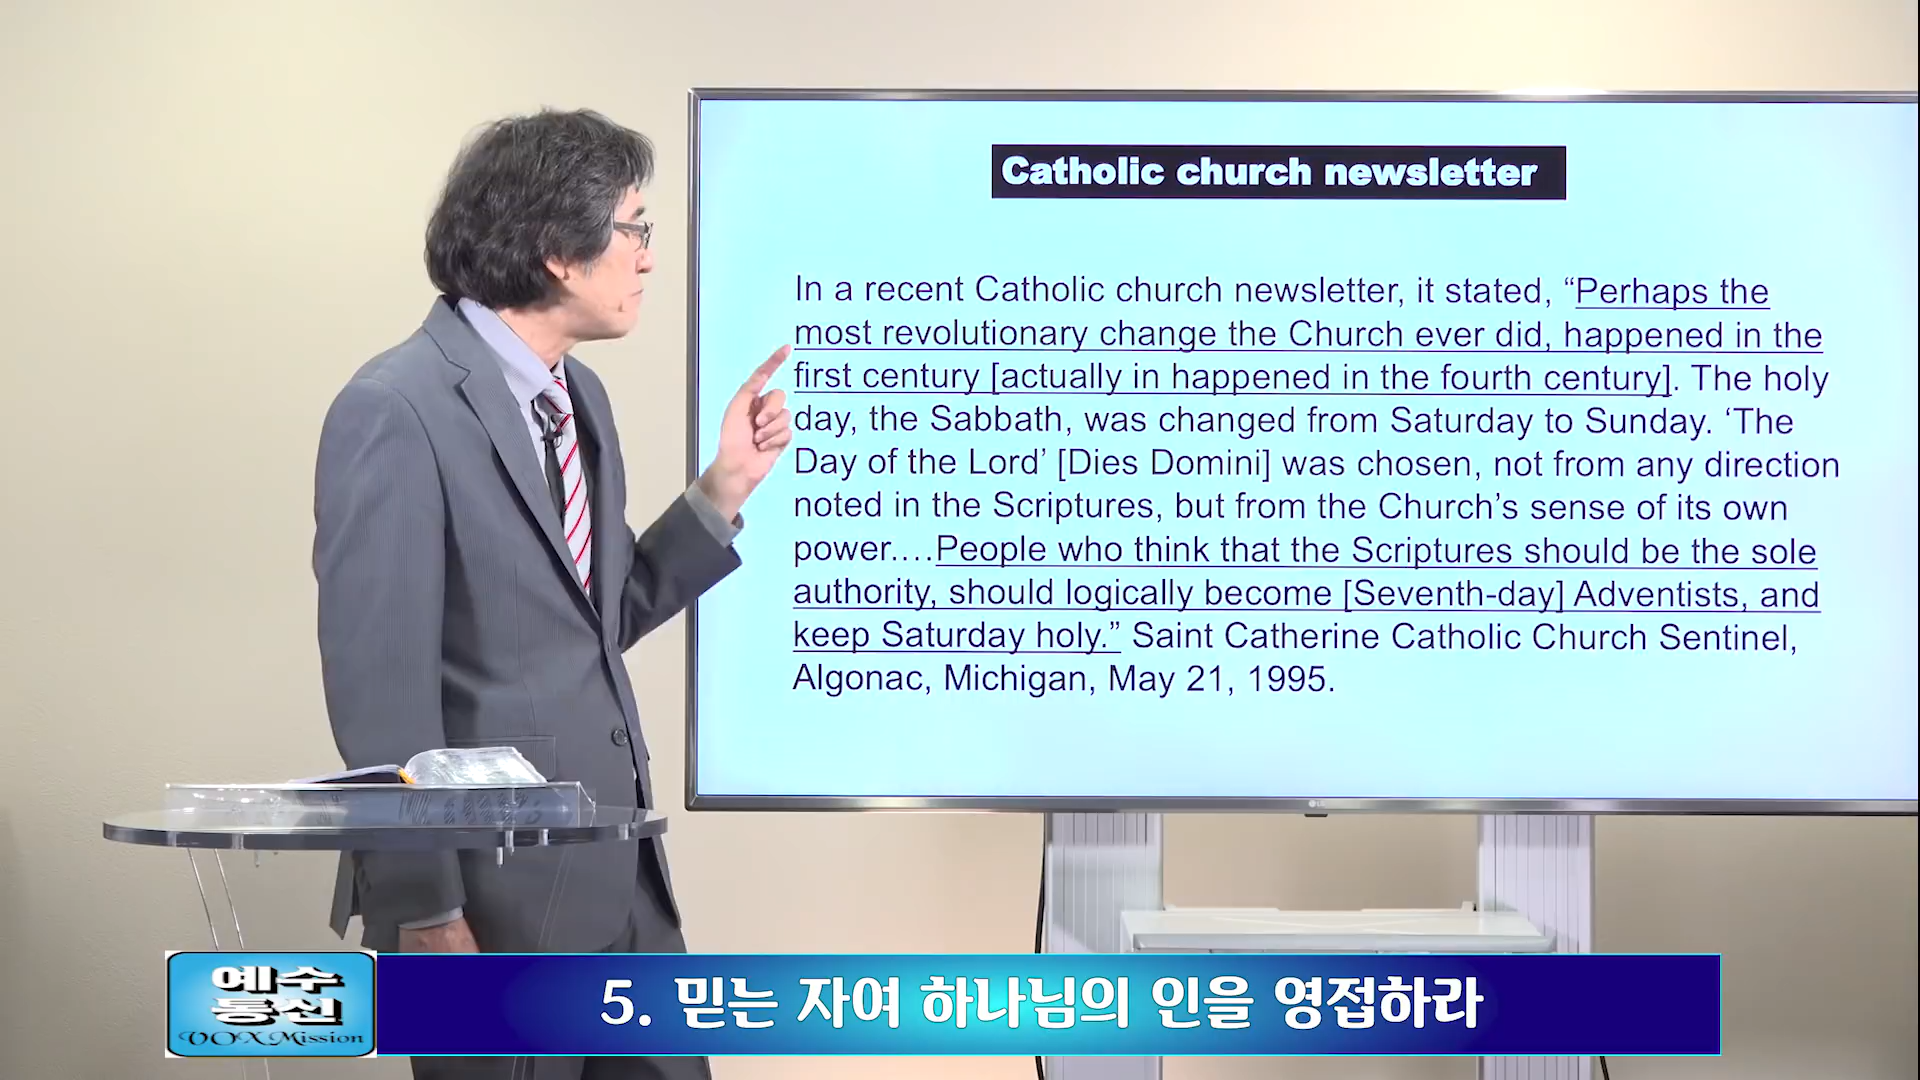 Catholic church newsletter
In a recent Catholic church newsletter, it stated, “Perhaps the
most revolutionary change the Church ever did, happened in the
first century [actually in happened in the fourth century]. The holy
day, the Sabbath, was changed from Saturday to Sunday. ‘The
Day of the Lord’ [Dies Domini] was chosen, not from any direction
noted in the Scriptures, but from the Church’s sense of its own
power....People who think that the Scriptures should be the sole
authority, should logically become [Seventh-day] Adventists, and
keep Saturday holy.” Saint Catherine Catholic Church Sentinel,
Algonac, Michigan, May 21, 1995.
LG
예수
통신
VOXMission
5. 믿는 자여 하나님의 인을 영접하라